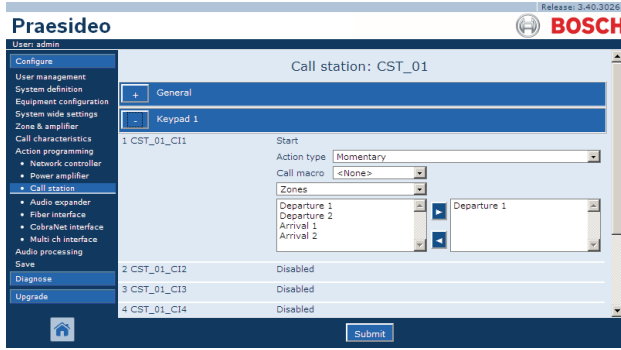 Release: 3.40.3026
Praesideo
BOSCH
User: admin
Configure
User management
System definition
Equipment configuration
System wide settings
Zone & amplifier
Call characteristics
Action programming
• Network controller
• Power amplifier
• Call station
• Audio expander
• Fiber interface
• CobraNet interface
• Multi ch interface
Audio processing
Save
Diagnose
Upgrade
Call station: CST_01
+ General
- Keypad 1
1 CST_01_CI1 Start
Action type Momentary
Call macro <None>
Zones
Departure 1
Departure 2
Arrival 1
Arrival 2
Departure 1
2 CST_01_CI2 Disabled
3 CST_01_CI3 Disabled
4 CST_01_CI4 Disabled
Submit